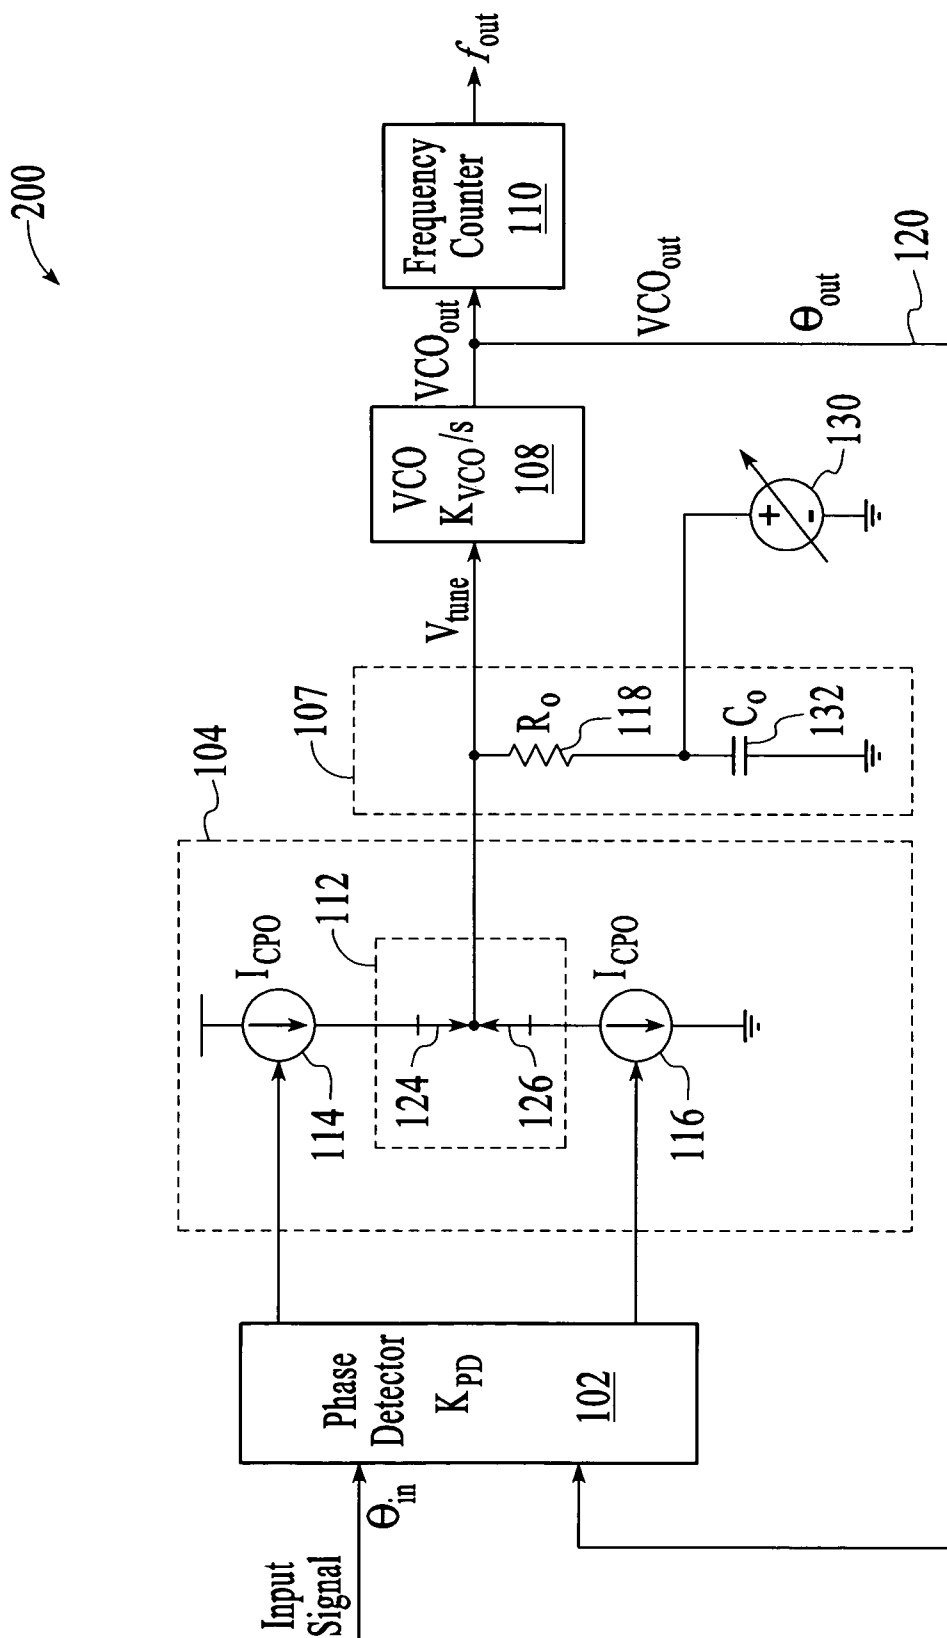 200
Input
Signal
θin
Phase
Detector
KPD
102
104
ICPO
114
112
124
126
ICPO
116
107
Ro
118
Co
132
Vtune
VCO
KVCO/s
108
130
VCOout
VCOout
θout
120
Frequency
Counter
110
fout
+
-